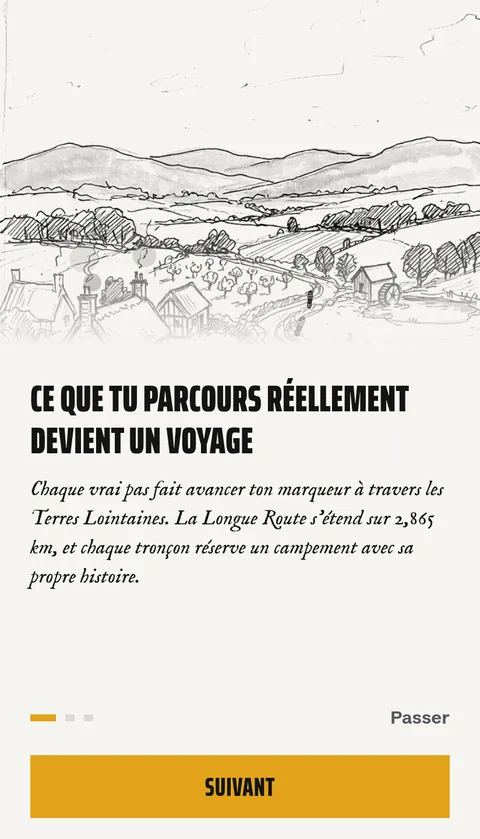 CE QUE TU PARCOURS RÉELLEMENT
DEVIENT UN VOYAGE
Chaque vrai pas fait avancer ton marqueur à travers les
Terres Lointaines. La Longue Route s’étend sur 2,865
km, et chaque tronçon réserve un campement avec sa
propre histoire.
Passer
SUIVANT